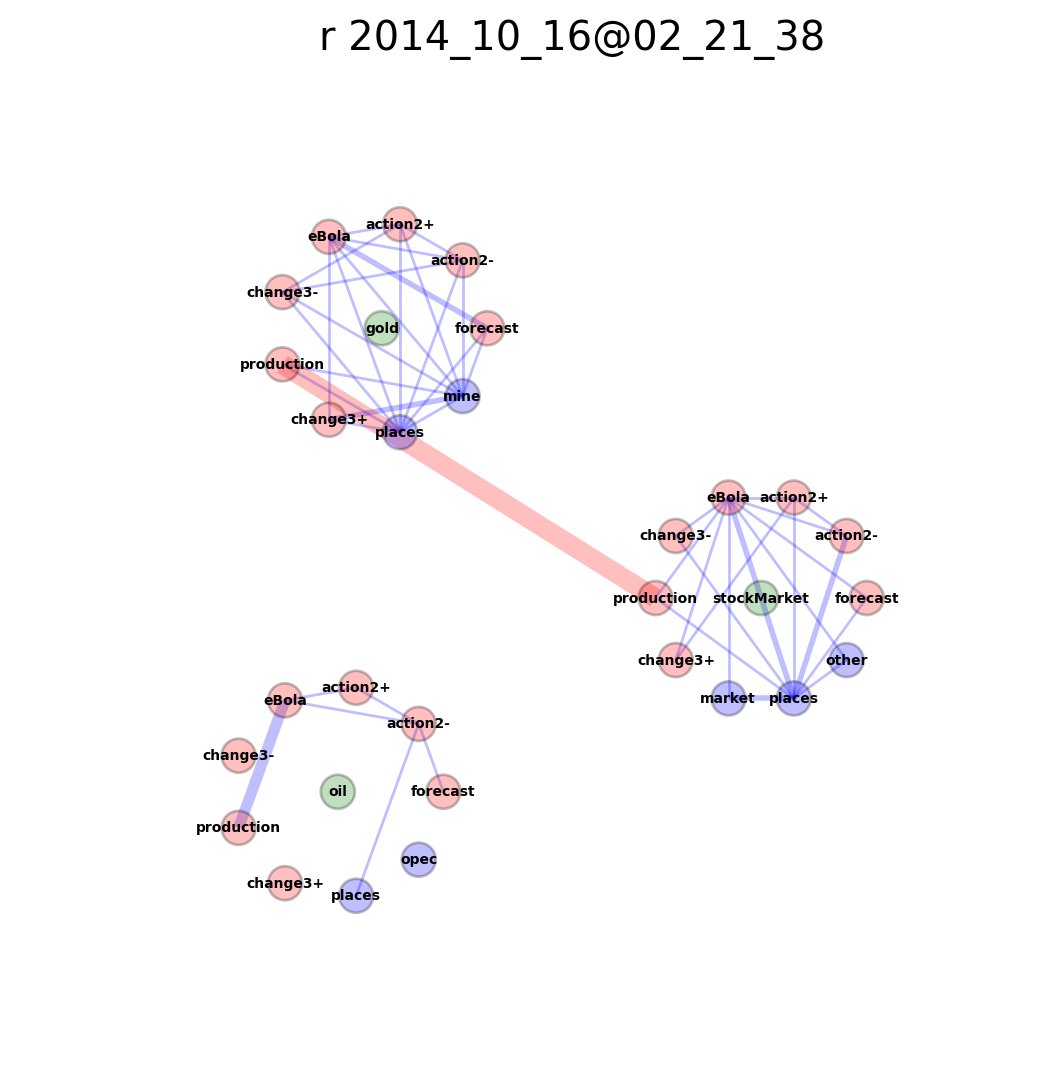 r 2014_10_16@02_21_38
action2+
eBola
action2-
change3-
gold
forecast
production
mine
change3+
places
eBola
action2+
change3-
action2-
production
stockMarket
forecast
change3+
other
market
places
action2+
eBola
action2-
change3-
oil
forecast
production
opec
change3+
places